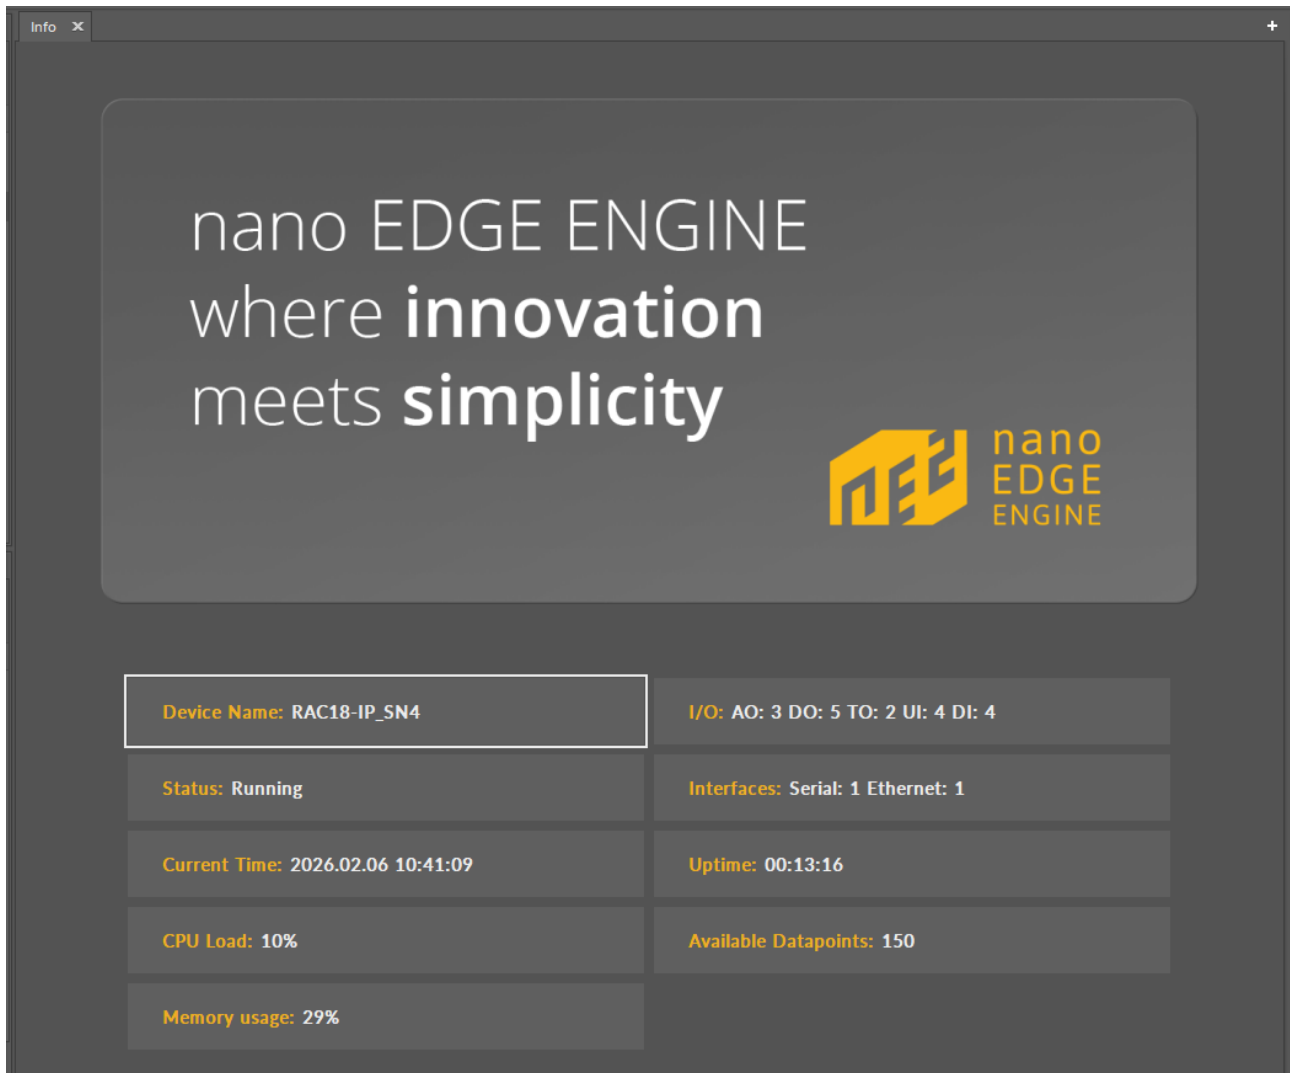 Info
nano EDGE ENGINE
where innovation
meets simplicity
nano
EDGE
ENGINE
Device Name: RAC18-IP_SN4
I/O: AO: 3 DO: 5 TO: 2 UI: 4 DI: 4
Status: Running
Interfaces: Serial: 1 Ethernet: 1
Current Time: 2026.02.06 10:41:09
Uptime: 00:13:16
CPU Load: 10%
Available Datapoints: 150
Memory usage: 29%